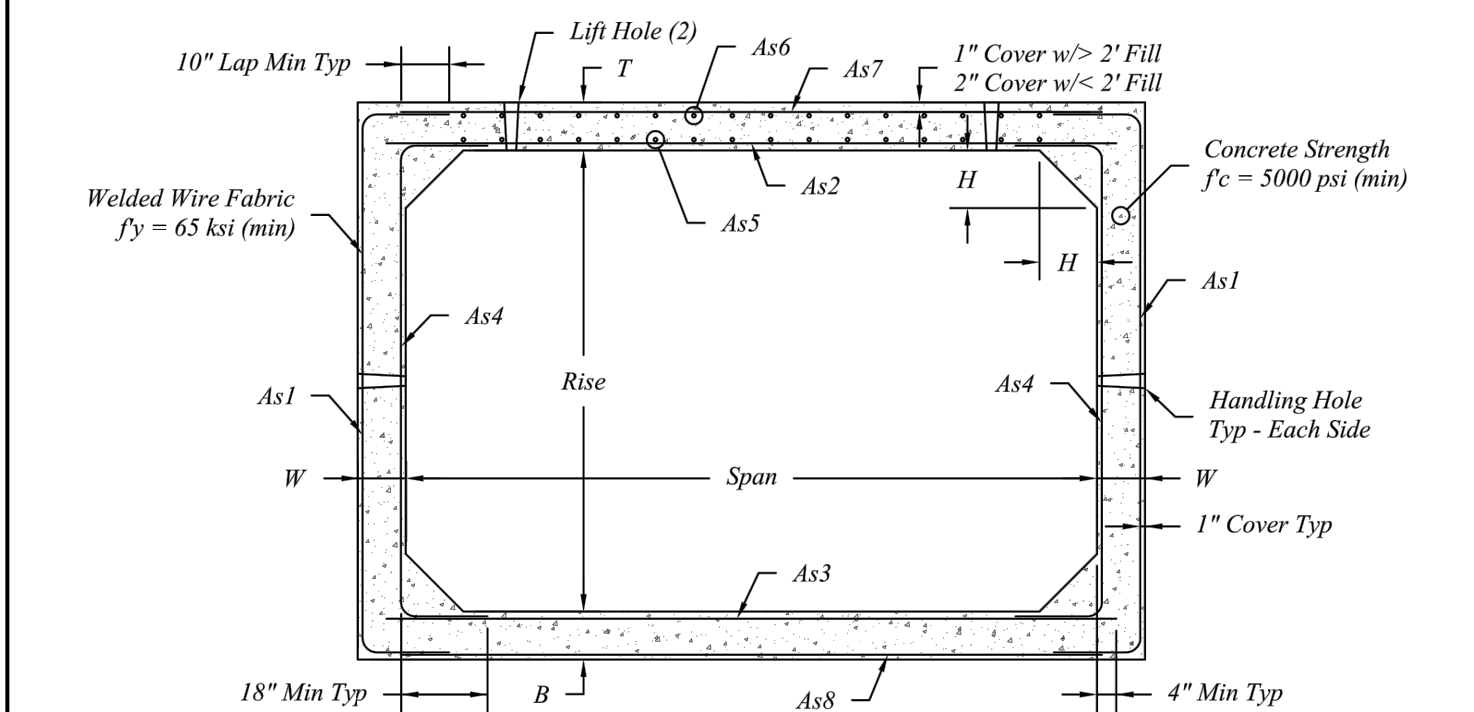 Lift Hole (2)
As6
10" Lap Min Typ
T
As7
1" Cover w/> 2' Fill
2" Cover w/< 2' Fill
Concrete Strength
f'c = 5000 psi (min)
H
As2
Welded Wire Fabric
f'y = 65 ksi (min)
As5
H
As1
As4
Rise
As4
As1
Handling Hole
Typ - Each Side
W
Span
W
1" Cover Typ
As3
18" Min Typ
B
As8
4" Min Typ